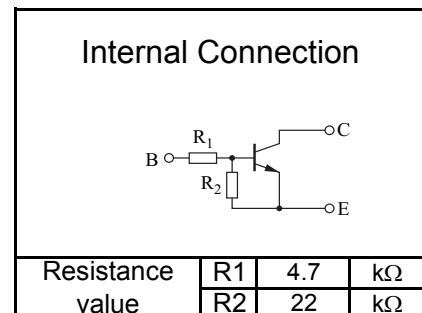 Internal Connection
C
R1
B
R2
E
Resistance value R1 4.7 kΩ
R2 22 kΩ